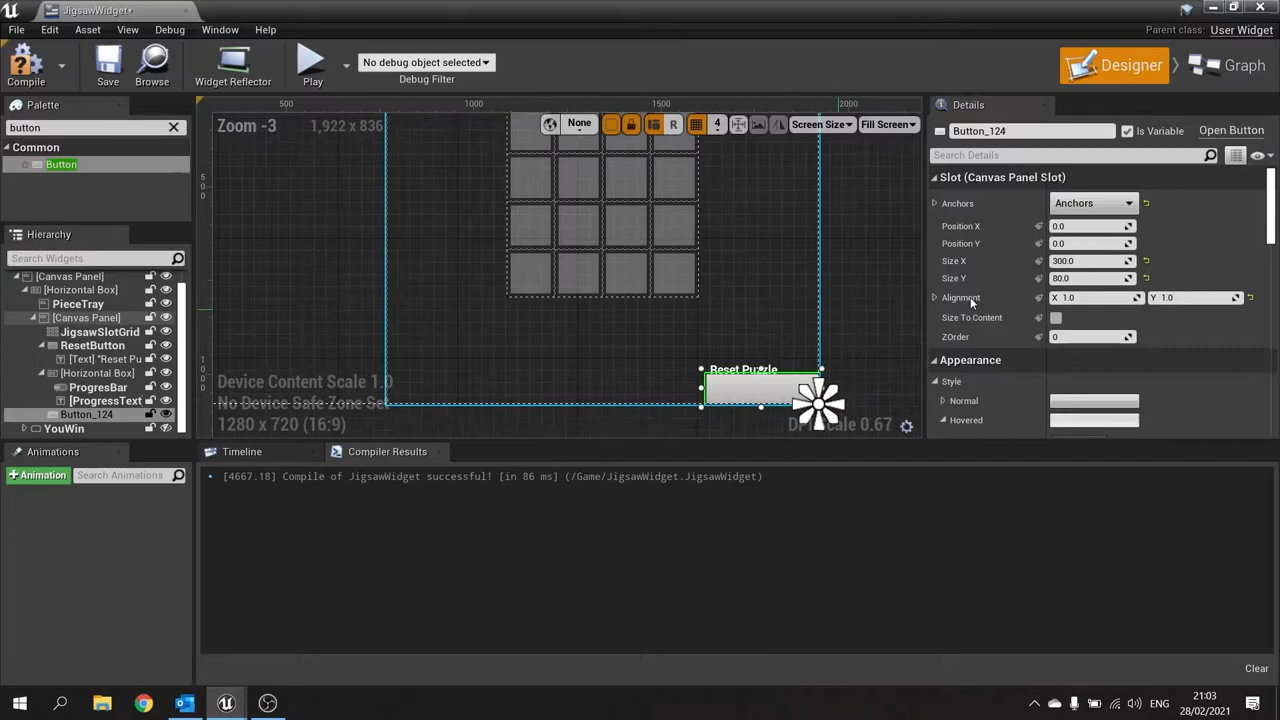 JigsawWidget*
File Edit Asset View Debug Window Help
Parent class: User Widget
Compile
Save
Browse
Widget Reflector
Play
No debug object selected
Debug Filter
Designer
Graph
Palette
button
Common
Button
Hierarchy
Search Widgets
[Canvas Panel]
[Horizontal Box]
PieceTray
[Canvas Panel]
JigsawSlotGrid
ResetButton
[Text] "Reset Pu
[Horizontal Box]
ProgresBar
[ProgressText
Button_124
YouWin
Animations
+ Animation
Search Animations
500 1000 1500 2000
Zoom -3
1,922 x 836
None
R
4
Screen Size
Fill Screen
5
0
0
1
0
0
0
Reset Puzzle
Device Content Scale 1.0
No Device Safe Zone Set
1280 x 720 (16:9)
DPI Scale 0.67
Details
Button_124
Is Variable
Open Button
Search Details
Slot (Canvas Panel Slot)
Anchors
Anchors
Position X 0.0
Position Y 0.0
Size X 300.0
Size Y 80.0
Alignment X 1.0 Y 1.0
Size To Content
ZOrder 0
Appearance
Style
Normal
Hovered
Timeline
Compiler Results
[4667.18] Compile of JigsawWidget successful! [in 86 ms] (/Game/JigsawWidget.JigsawWidget)
Clear
ENG
21:03
28/02/2021